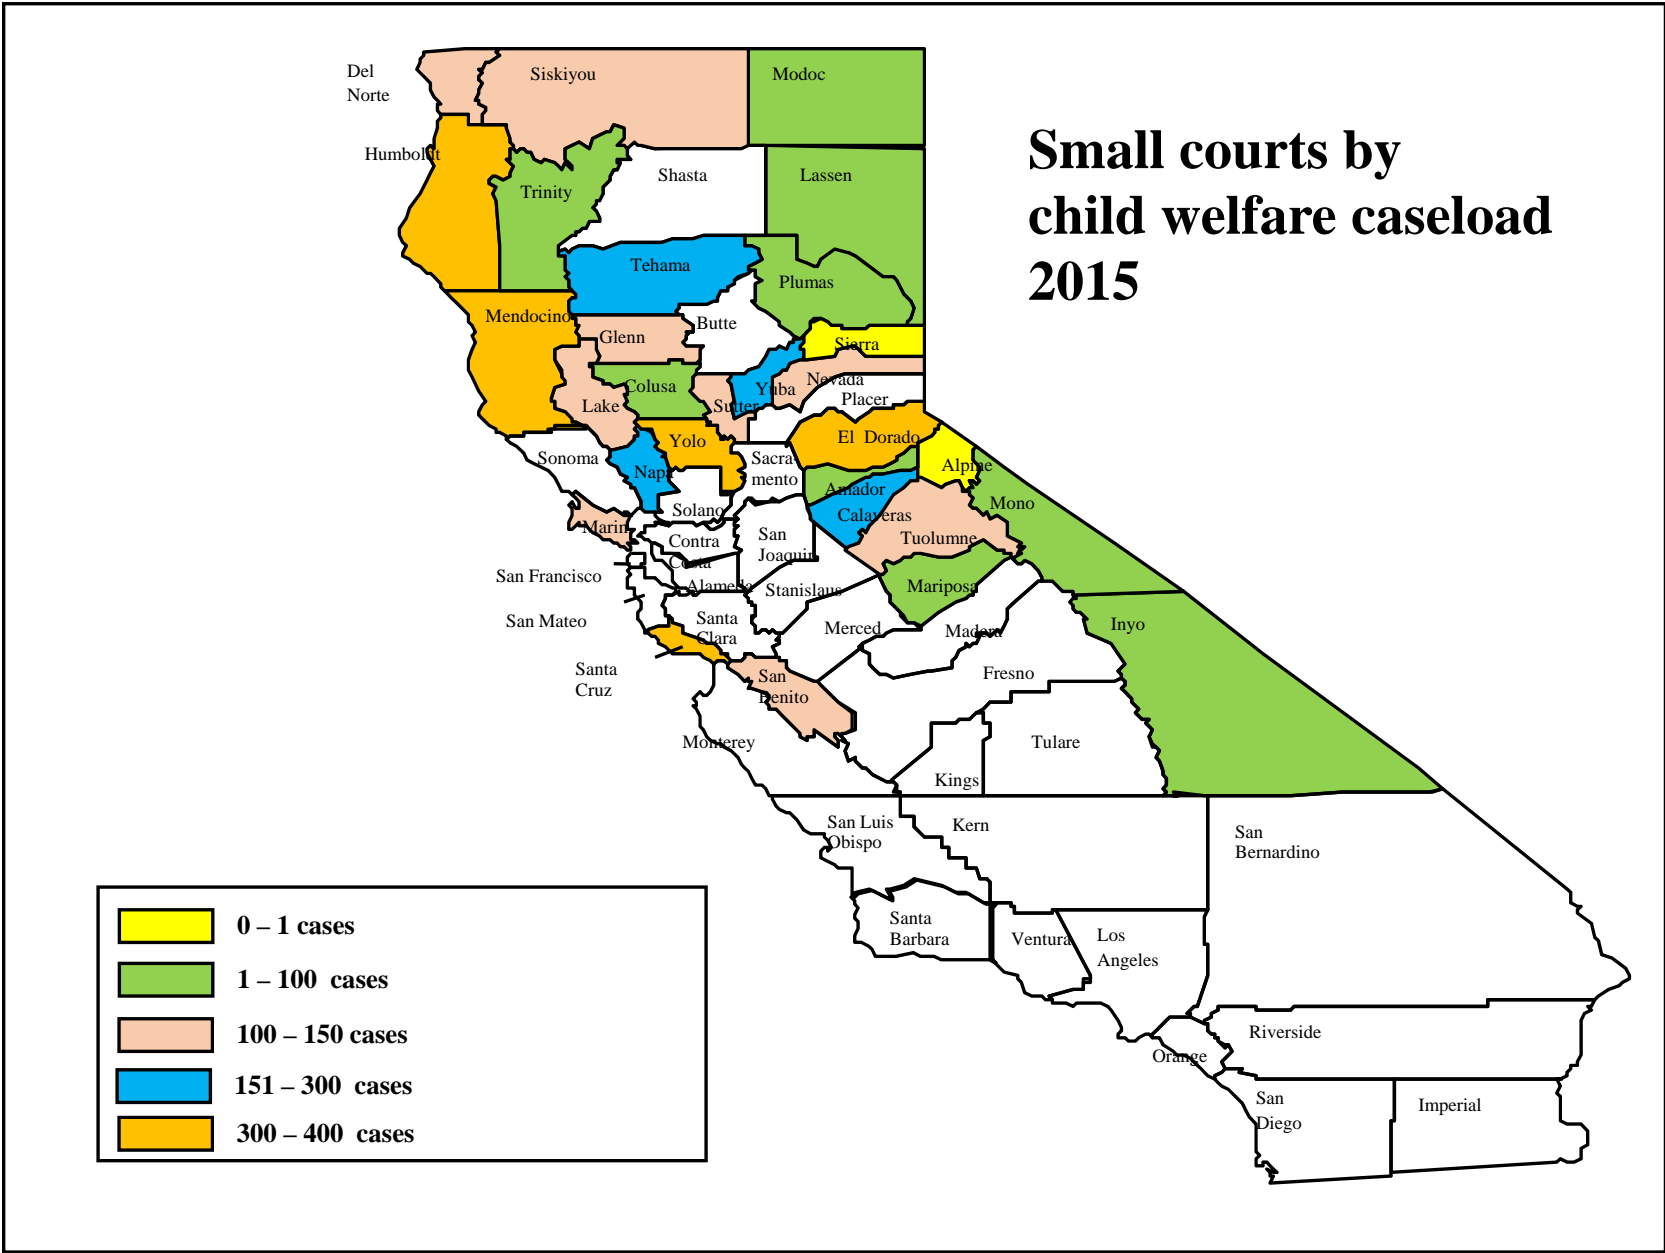 Small courts by
child welfare caseload
2015
Del
Norte
Siskiyou
Modoc
Humboldt
Trinity
Shasta
Lassen
Tehama
Plumas
Mendocino
Glenn
Butte
Sierra
Colusa
Lake
Sutter
Yuba
Nevada
Placer
Sonoma
Napa
Yolo
Sacra-
mento
El Dorado
Alpine
Amador
Mono
Marin
Solano
Calaveras
Tuolumne
Contra
Costa
San
Joaquin
San Francisco
Alameda
Stanislaus
Mariposa
San Mateo
Santa
Clara
Merced
Madera
Inyo
Santa
Cruz
San
Benito
Fresno
Monterey
Kings
Tulare
San Luis
Obispo
Kern
San
Bernardino
Santa
Barbara
Ventura
Los
Angeles
Orange
Riverside
San
Diego
Imperial
0 – 1 cases
1 – 100 cases
100 – 150 cases
151 – 300 cases
300 – 400 cases